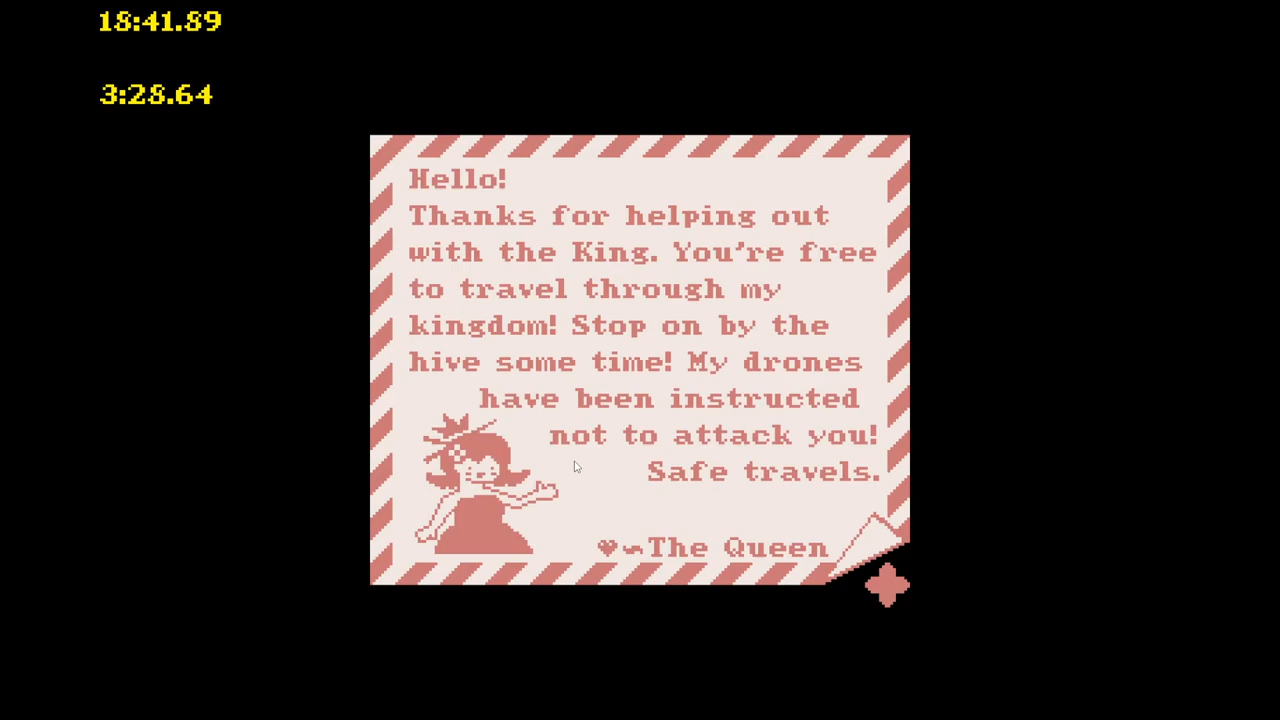 18:41.89
3:28.64
Hello!
Thanks for helping out
with the King. You're free
to travel through my
kingdom! Stop on by the
hive some time! My drones
have been instructed
not to attack you!
Safe travels.
♥~The Queen